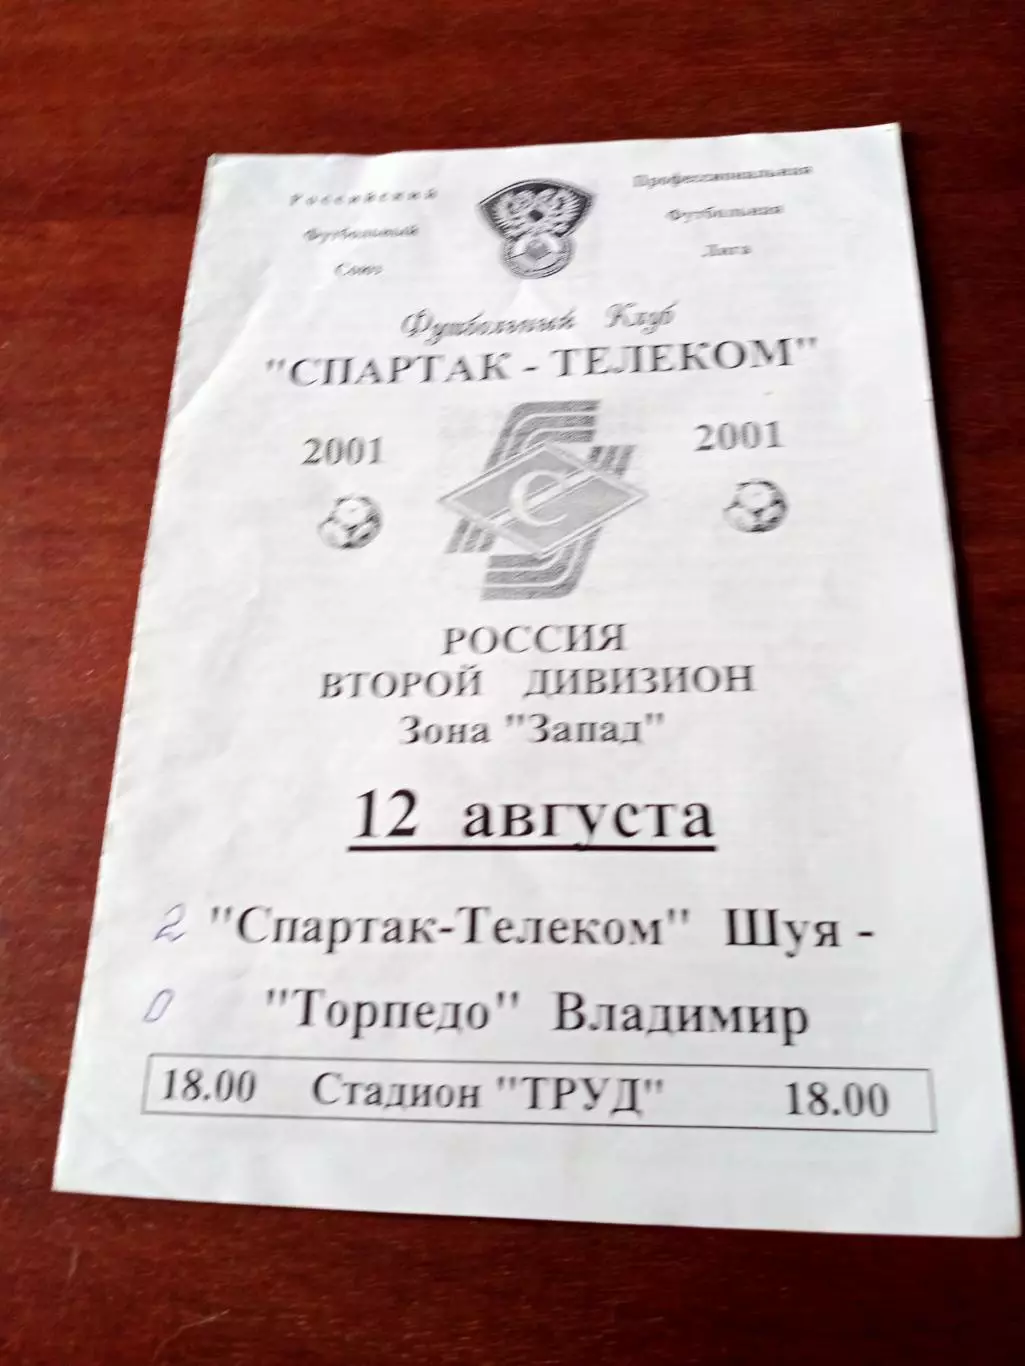 Российский
Футбольный
Союз
Профессиональная
Футбольная
Лига
Футбольный Клуб
"СПАРТАК - ТЕЛЕКОМ"
2001 2001
С
РОССИЯ
ВТОРОЙ ДИВИЗИОН
Зона "Запад"
12 августа
2 "Спартак-Телеком" Шуя -
0 "Торпедо" Владимир
18.00 Стадион "ТРУД" 18.00